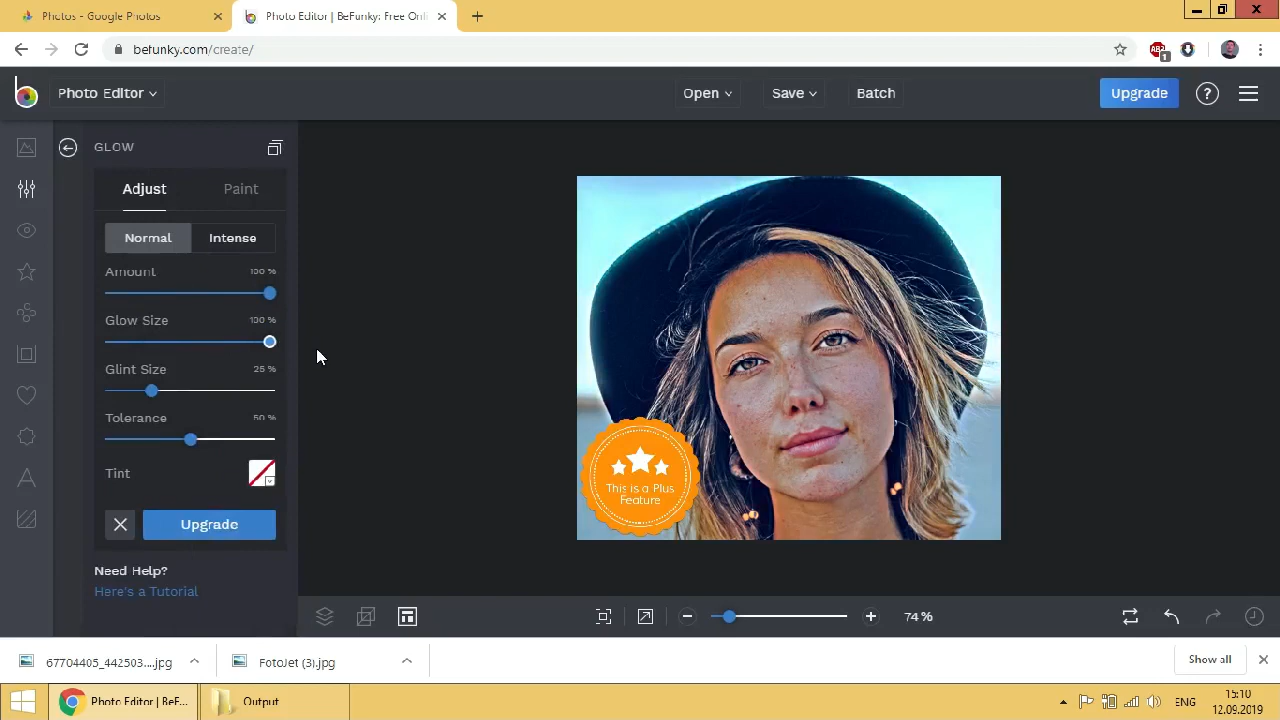 Photos - Google Photos
Photo Editor | BeFunky: Free Onli
befunky.com/create/
ABP
1
Photo Editor
Open
Save
Batch
Upgrade
?
GLOW
Adjust
Paint
Normal
Intense
Amount 100 %
Glow Size 100 %
Glint Size 25 %
Tolerance 50 %
Tint
Upgrade
Need Help?
Here's a Tutorial
This is a Plus
Feature
74 %
67704405_442503....jpg
FotoJet (3).jpg
Show all
Photo Editor | BeF...
Output
ENG
15:10
12.09.2019